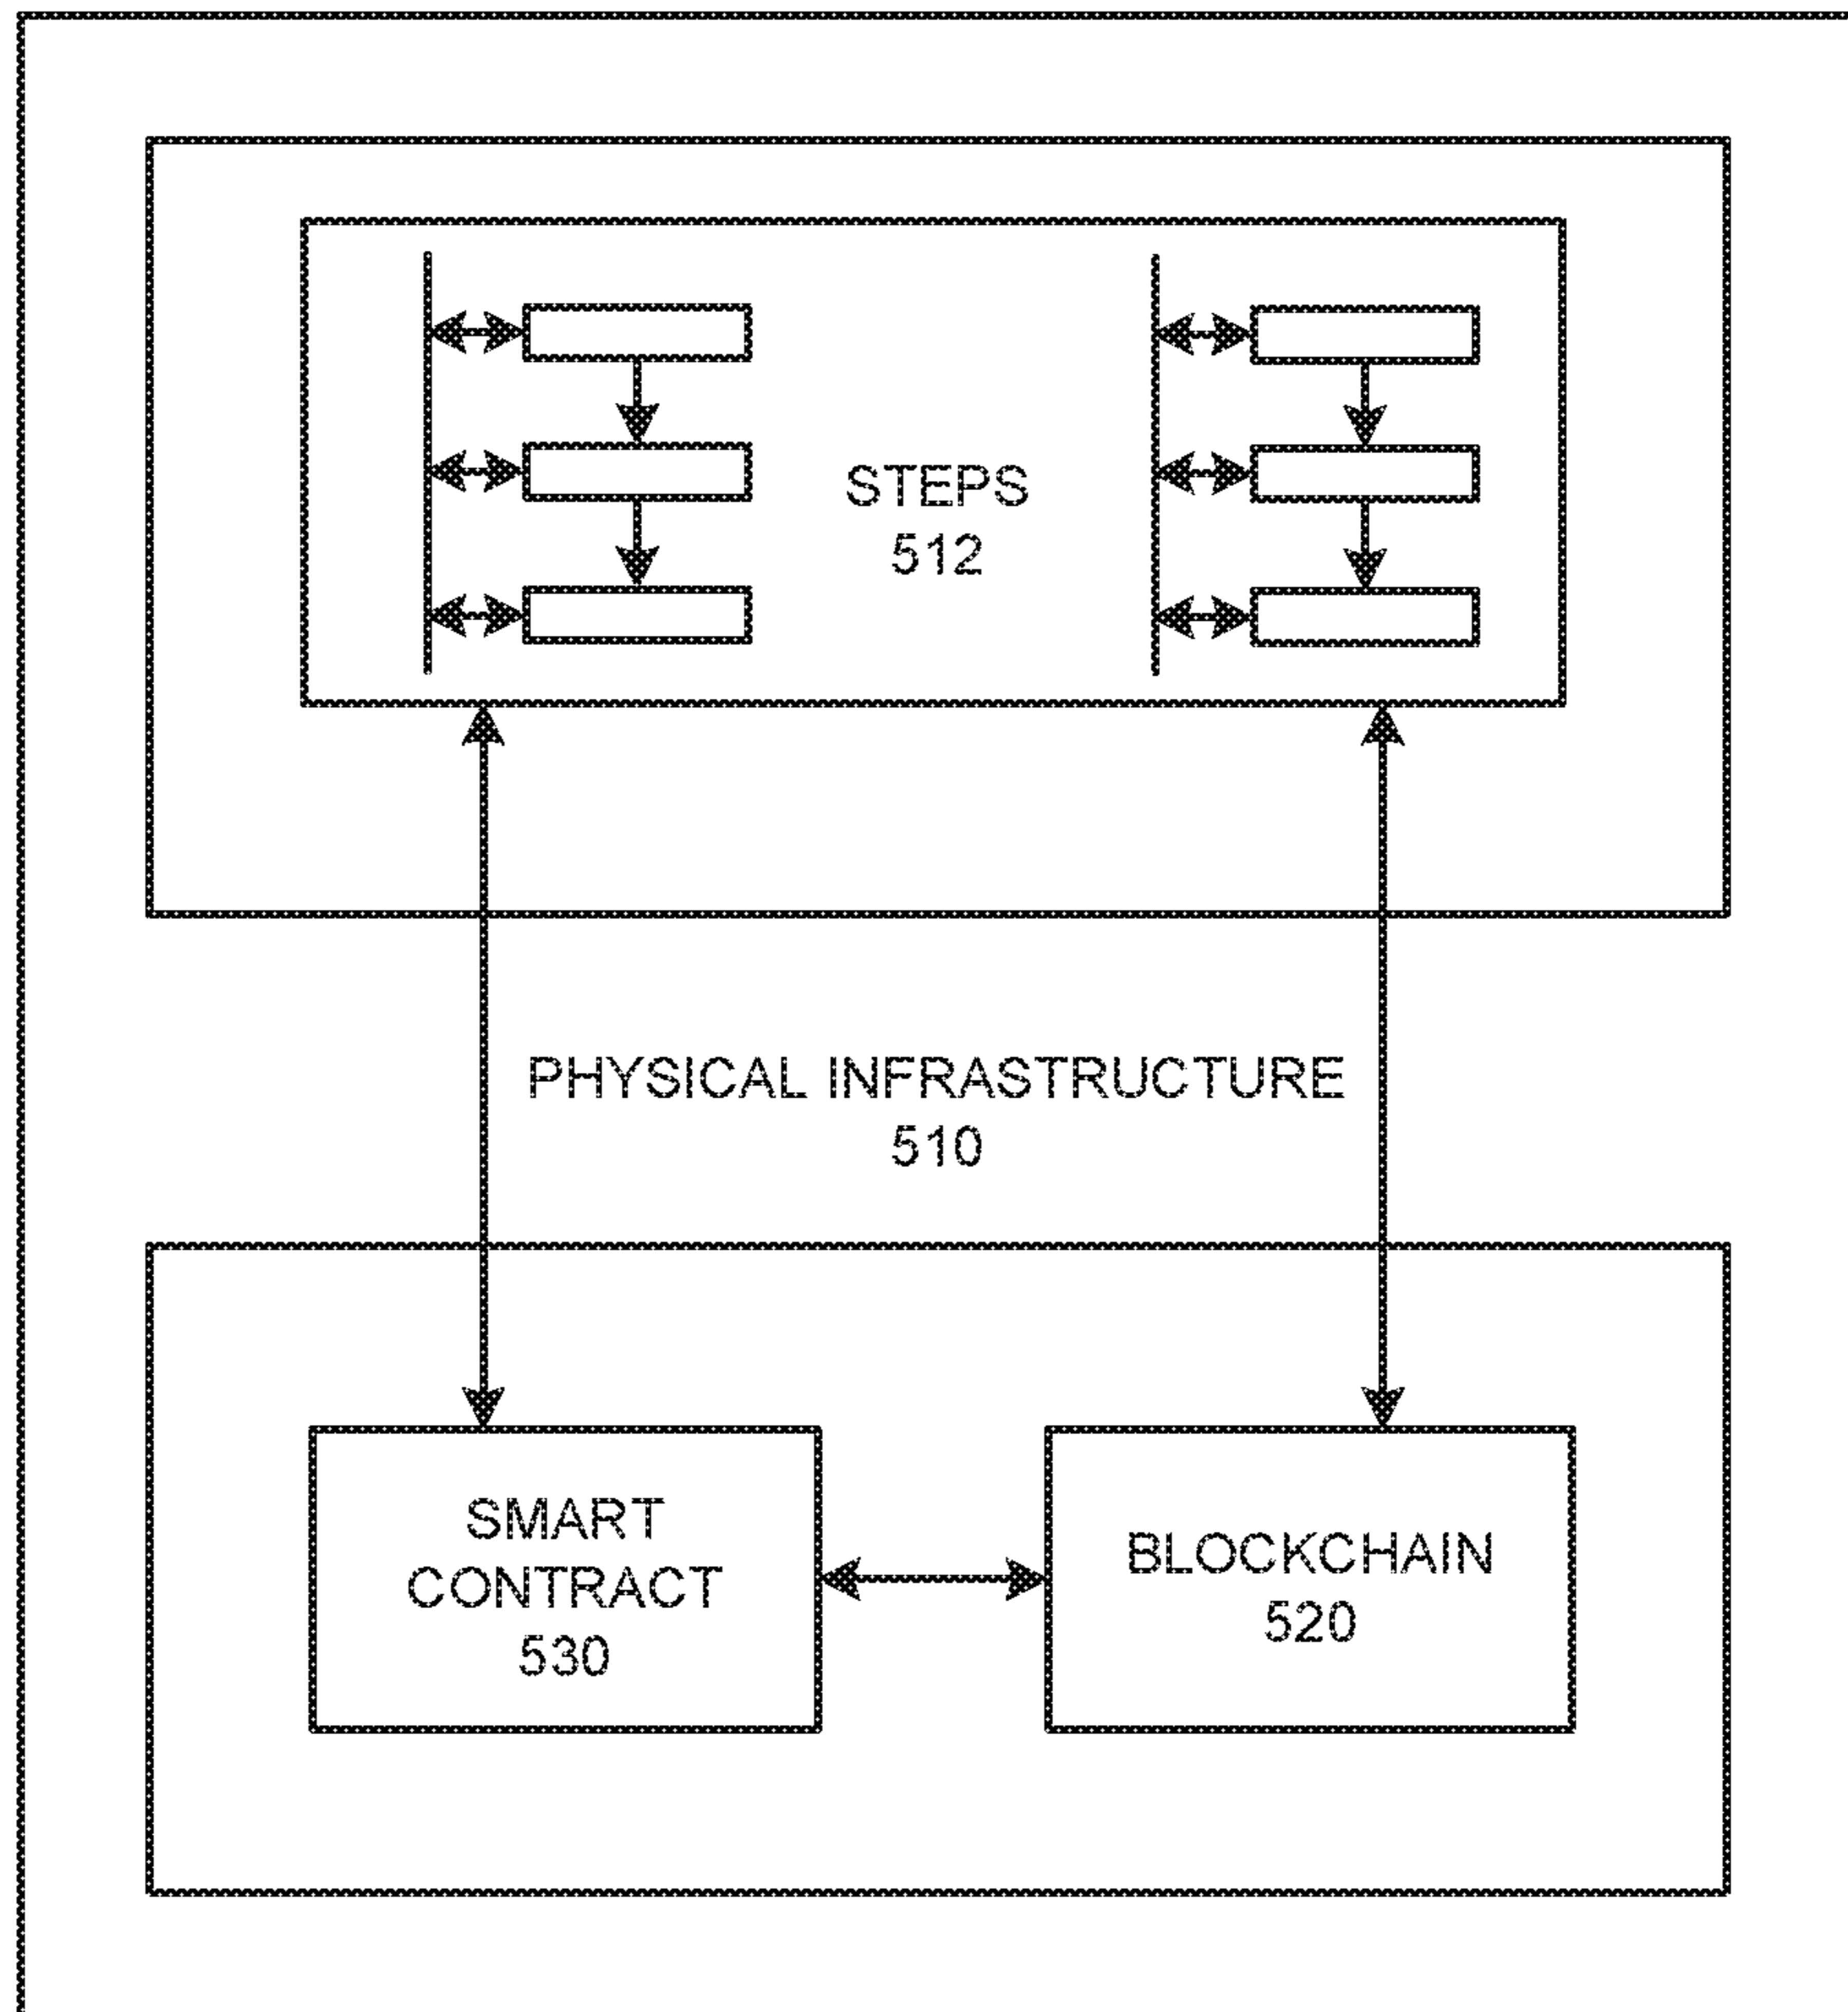 STEPS
512
PHYSICAL INFRASTRUCTURE
510
SMART
CONTRACT
530
BLOCKCHAIN
520